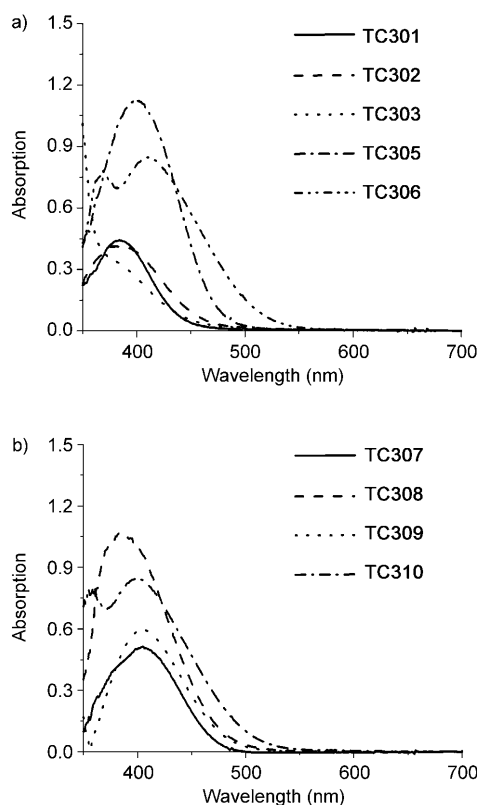 a)
1.5
1.2
0.9
0.6
0.3
0.0
Absorption
TC301
TC302
TC303
TC305
TC306
400 500 600 700
Wavelength (nm)
b)
1.5
1.2
0.9
0.6
0.3
0.0
Absorption
TC307
TC308
TC309
TC310
400 500 600 700
Wavelength (nm)